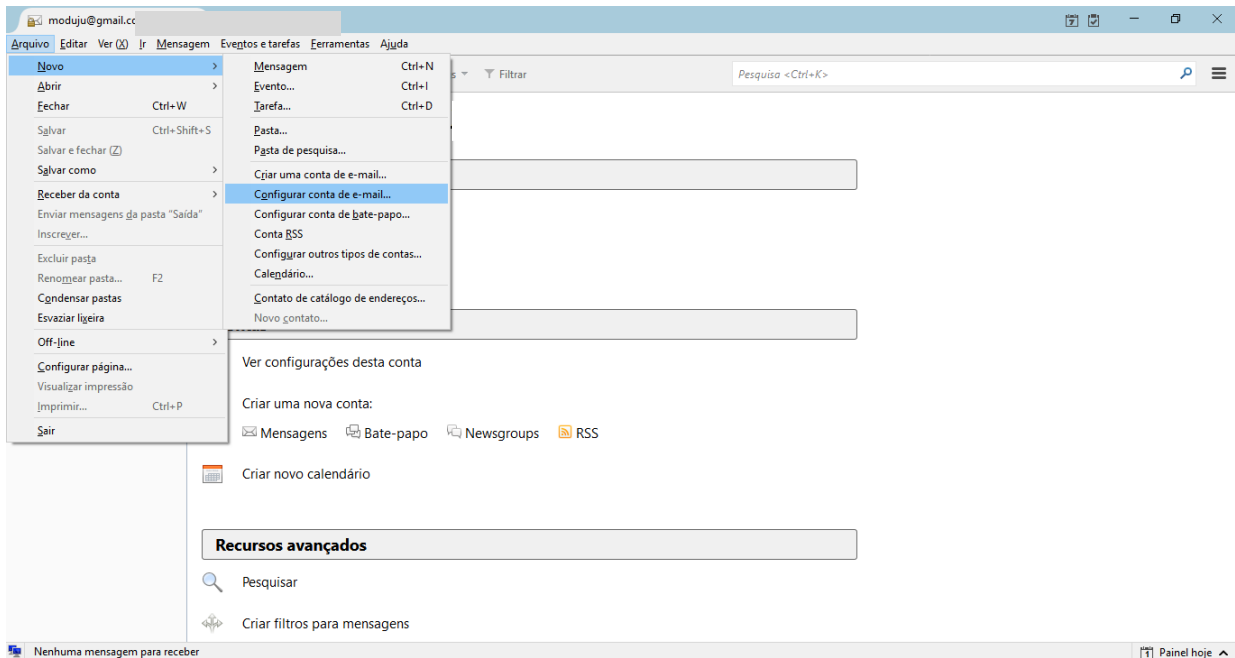 moduju@gmail.co
Arquivo Editar Ver (X) Ir Mensagem Eventos e tarefas Ferramentas Ajuda
Novo
Abrir
Fechar Ctrl+W
Salvar Ctrl+Shift+S
Salvar e fechar (Z)
Salvar como
Receber da conta
Enviar mensagens da pasta "Saída"
Inscrever...
Excluir pasta
Renomear pasta... F2
Condensar pastas
Esvaziar lixeira
Off-line
Configurar página...
Visualizar impressão
Imprimir... Ctrl+P
Sair
Mensagem Ctrl+N
Evento... Ctrl+I
Tarefa... Ctrl+D
Pasta...
Pasta de pesquisa...
Criar uma conta de e-mail...
Configurar conta de e-mail...
Configurar conta de bate-papo...
Conta RSS
Configurar outros tipos de contas...
Calendário...
Contato de catálogo de endereços...
Novo contato...
Filtrar
Pesquisa <Ctrl+K>
Ver configurações desta conta
Criar uma nova conta:
Mensagens Bate-papo Newsgroups RSS
Criar novo calendário
Recursos avançados
Pesquisar
Criar filtros para mensagens
Nenhuma mensagem para receber
Painel hoje